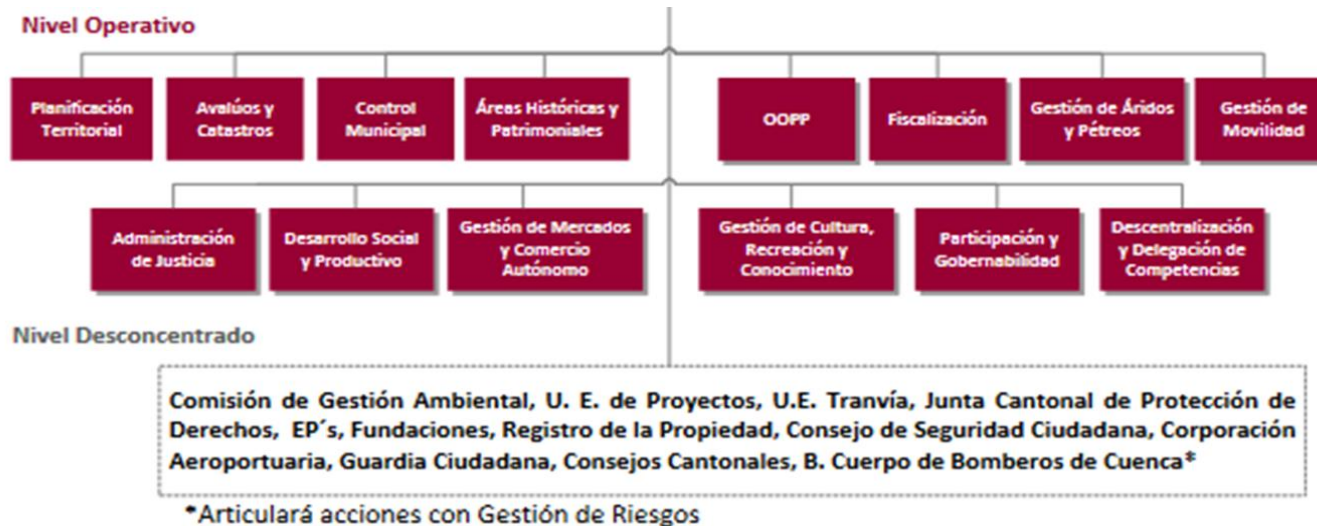 Nivel Operativo
Planificación
Territorial
Avalúos y
Catastros
Control
Municipal
Áreas Históricas y
Patrimoniales
OOPP
Fiscalización
Gestión de Áridos
y Pétreos
Gestión de
Movilidad
Administración
de Justicia
Desarrollo Social
y Productivo
Gestión de Mercados
y Comercio
Autónomo
Gestión de Cultura,
Recreación y
Conocimiento
Participación y
Gobernabilidad
Descentralización
y Delegación de
Competencias
Nivel Desconcentrado
Comisión de Gestión Ambiental, U. E. de Proyectos, U.E. Tranvía, Junta Cantonal de Protección de
Derechos, EP´s, Fundaciones, Registro de la Propiedad, Consejo de Seguridad Ciudadana, Corporación
Aeroportuaria, Guardia Ciudadana, Consejos Cantonales, B. Cuerpo de Bomberos de Cuenca*
*Articulará acciones con Gestión de Riesgos